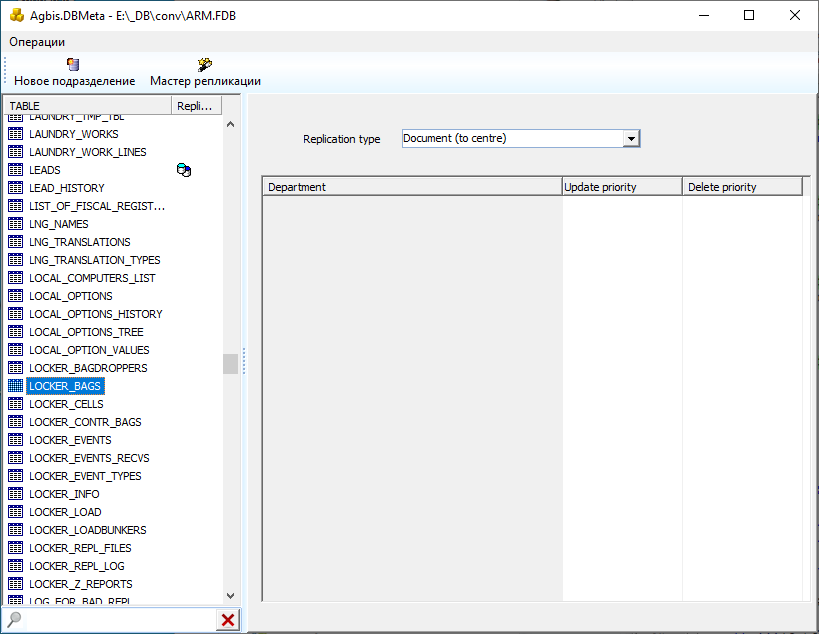 Agbis.DBMeta - E:\_DB\conv\ARM.FDB
Операции
Новое подразделение Мастер репликации
TABLE Repli...
LAUNDRY_TMP_TBL
LAUNDRY_WORKS
LAUNDRY_WORK_LINES
LEADS
LEAD_HISTORY
LIST_OF_FISCAL_REGIST...
LNG_NAMES
LNG_TRANSLATIONS
LNG_TRANSLATION_TYPES
LOCAL_COMPUTERS_LIST
LOCAL_OPTIONS
LOCAL_OPTIONS_HISTORY
LOCAL_OPTIONS_TREE
LOCAL_OPTION_VALUES
LOCKER_BAGDROPPERS
LOCKER_BAGS
LOCKER_CELLS
LOCKER_CONTR_BAGS
LOCKER_EVENTS
LOCKER_EVENTS_RECVS
LOCKER_EVENT_TYPES
LOCKER_INFO
LOCKER_LOAD
LOCKER_LOADBUNKERS
LOCKER_REPL_FILES
LOCKER_REPL_LOG
LOCKER_Z_REPORTS
LOG_FOR_BAD_REPL
Replication type Document (to centre)
Department Update priority Delete priority